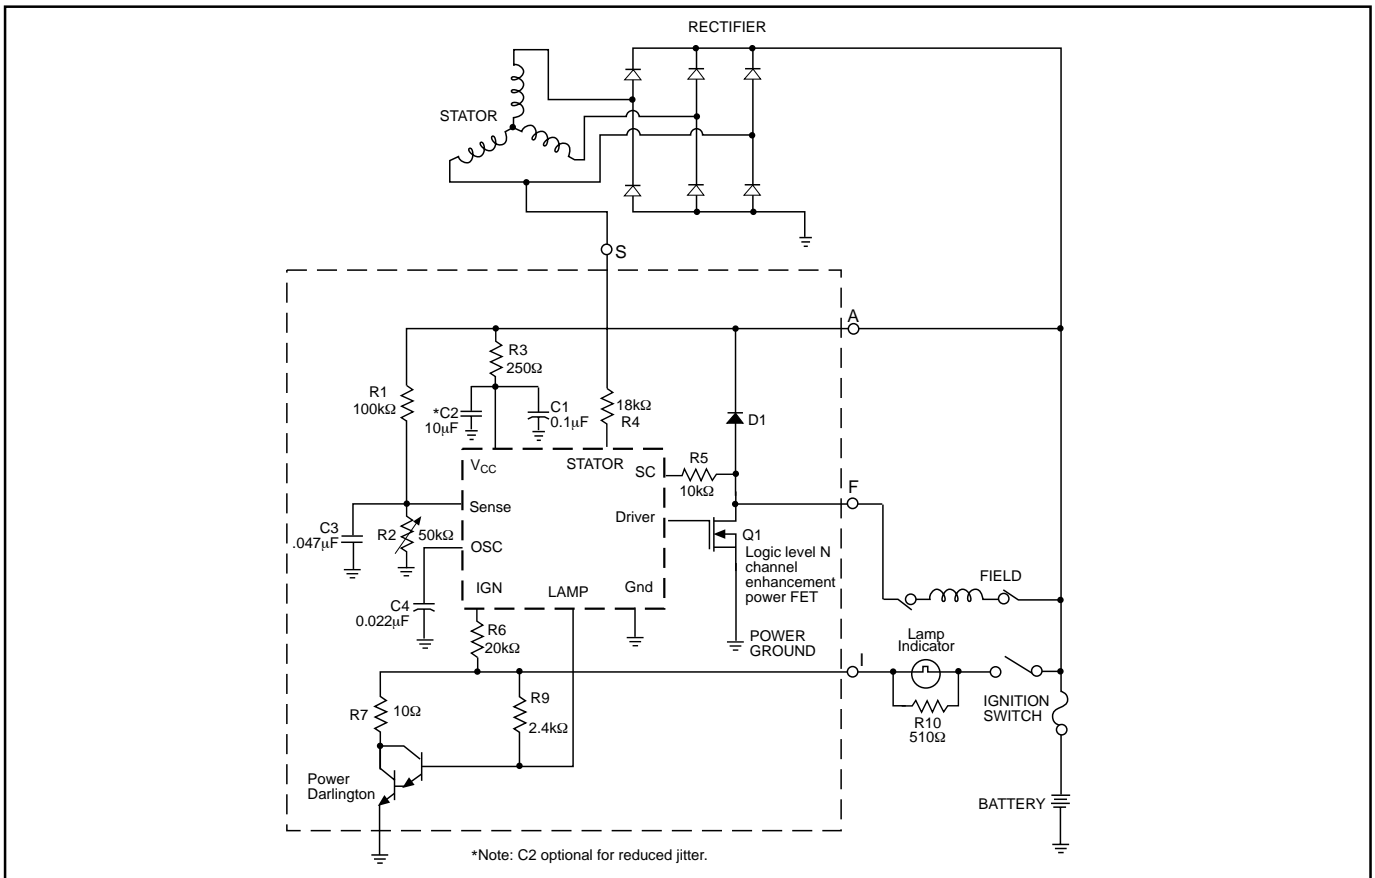 RECTIFIER
STATOR
S
A
R3
250Ω
R1
100kΩ
*C2
10μF
C1
0.1μF
18kΩ
R4
D1
VCC
STATOR
SC
R5
10kΩ
F
Sense
Driver
C3
.047μF
R2
50kΩ
OSC
Q1
Logic level N
channel
enhancement
power FET
IGN
LAMP
Gnd
FIELD
C4
0.022μF
R6
20kΩ
POWER
GROUND
Lamp
Indicator
I
R7
10Ω
R9
2.4kΩ
R10
510Ω
IGNITION
SWITCH
Power
Darlington
BATTERY
*Note: C2 optional for reduced jitter.